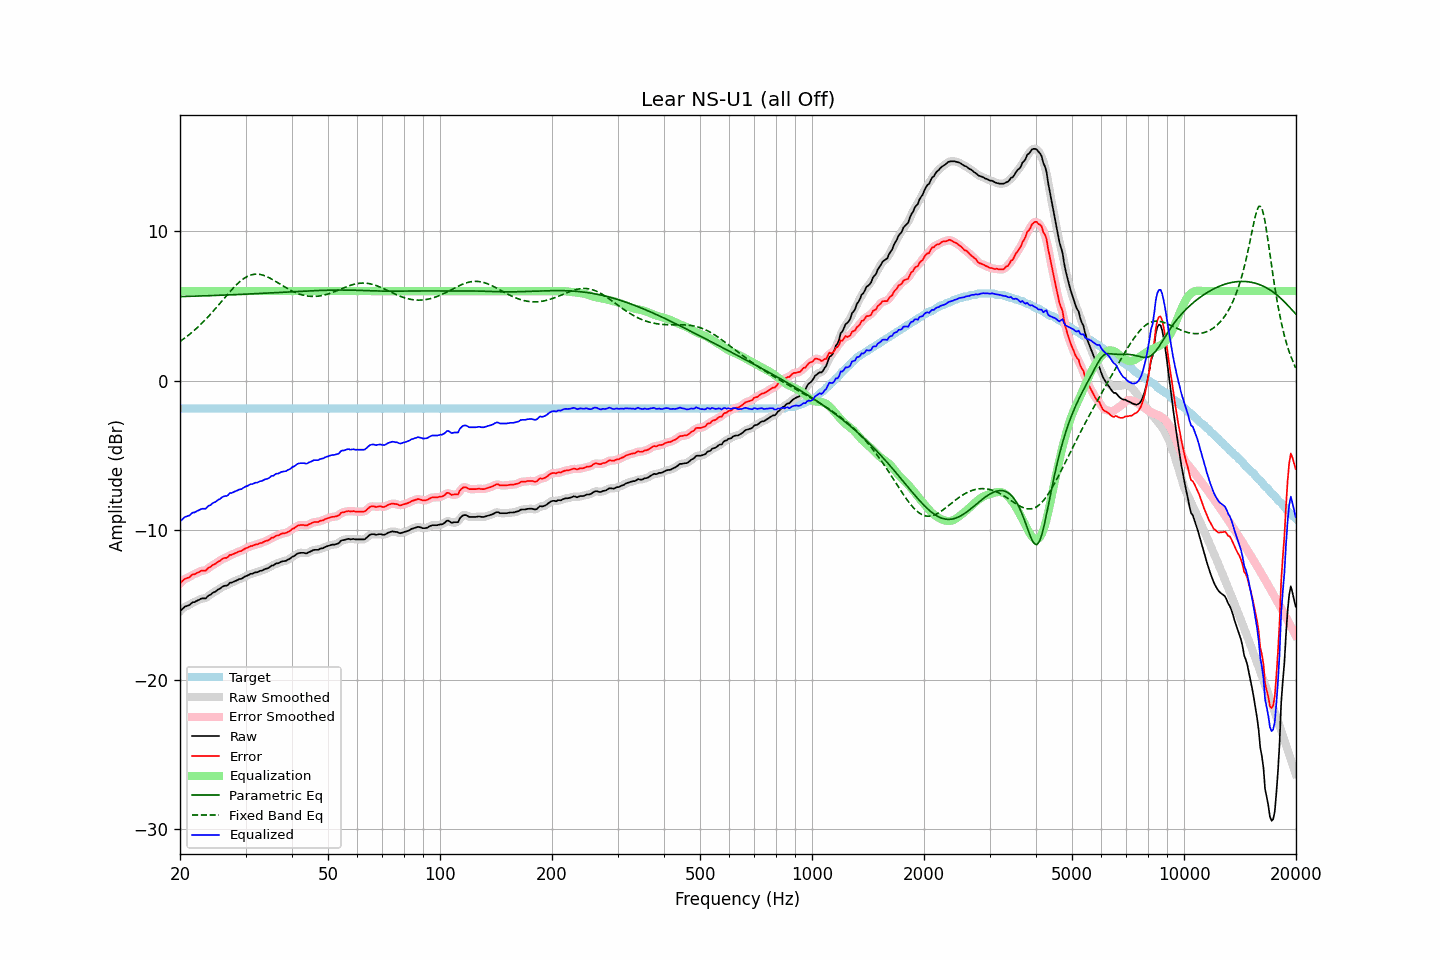 Lear NS-U1 (all Off)
Amplitude (dBr)
10
0
−10
−20
−30
Target
Raw Smoothed
Error Smoothed
Raw
Error
Equalization
Parametric Eq
Fixed Band Eq
Equalized
20 50 100 200 500 1000 2000 5000 10000 20000
Frequency (Hz)